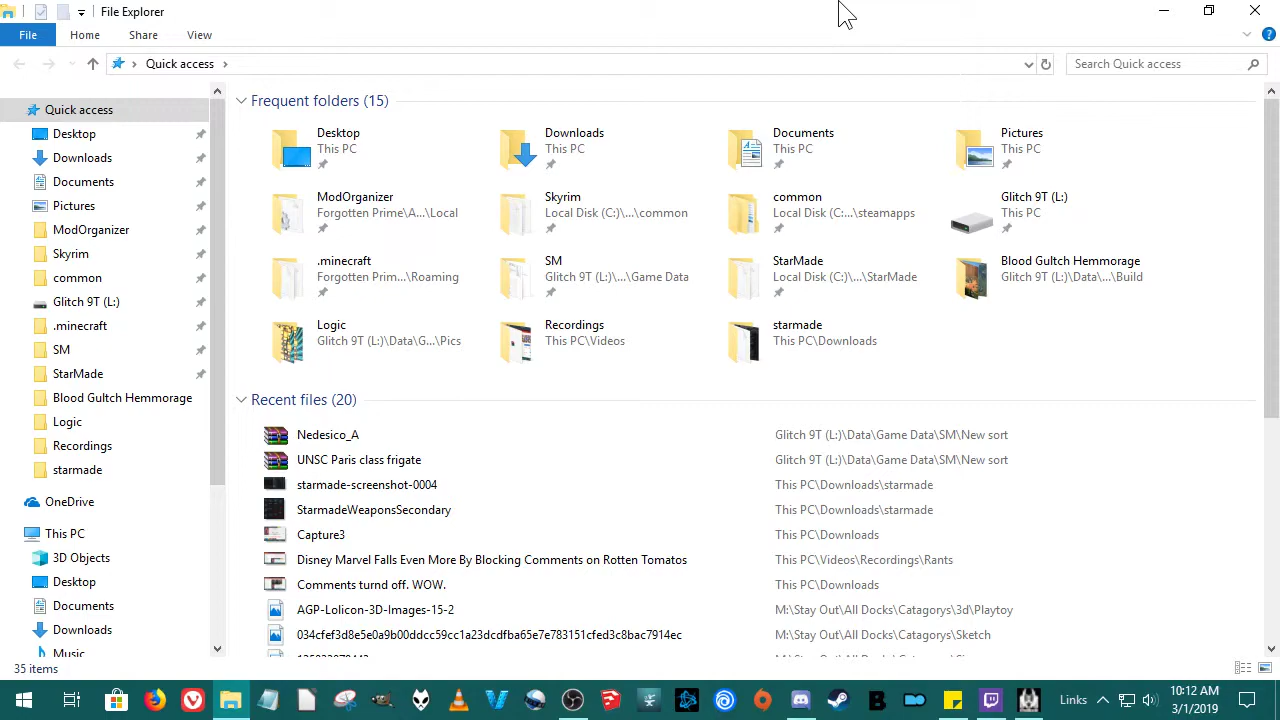 File Explorer
File
Home
Share
View
Quick access
Search Quick access
Quick access
Desktop
Downloads
Documents
Pictures
ModOrganizer
Skyrim
common
Glitch 9T (L:)
.minecraft
SM
StarMade
Blood Gultch Hemmorage
Logic
Recordings
starmade
OneDrive
This PC
3D Objects
Desktop
Documents
Downloads
Music
Frequent folders (15)
Desktop
This PC
Downloads
This PC
Documents
This PC
Pictures
This PC
ModOrganizer
Forgotten Prime\A...\Local
Skyrim
Local Disk (C:)\...\common
common
Local Disk (C:...\steamapps
Glitch 9T (L:)
This PC
.minecraft
Forgotten Prim...\Roaming
SM
Glitch 9T (L:)\...\Game Data
StarMade
Local Disk (C:)\...\StarMade
Blood Gultch Hemmorage
Glitch 9T (L:)\Data\...\Build
Logic
Glitch 9T (L:)\Data\G...\Pics
Recordings
This PC\Videos
starmade
This PC\Downloads
Recent files (20)
Nedesico_A Glitch 9T (L:)\Data\Game Data\SM\New sort
UNSC Paris class frigate Glitch 9T (L:)\Data\Game Data\SM\New sort
starmade-screenshot-0004 This PC\Downloads\starmade
StarmadeWeaponsSecondary This PC\Downloads\starmade
Capture3 This PC\Downloads
Disney Marvel Falls Even More By Blocking Comments on Rotten Tomatos This PC\Videos\Recordings\Rants
Comments turnd off. WOW. This PC\Downloads
AGP-Lolicon-3D-Images-15-2 M:\Stay Out\All Docks\Catagorys\3d\Playtoy
034cfef3d8e5e0a9b00ddcc59cc1a23dcdfba65e7e783151cfed3c8bac7914ec M:\Stay Out\All Docks\Catagorys\Sketch
35 items
Links
10:12 AM
3/1/2019